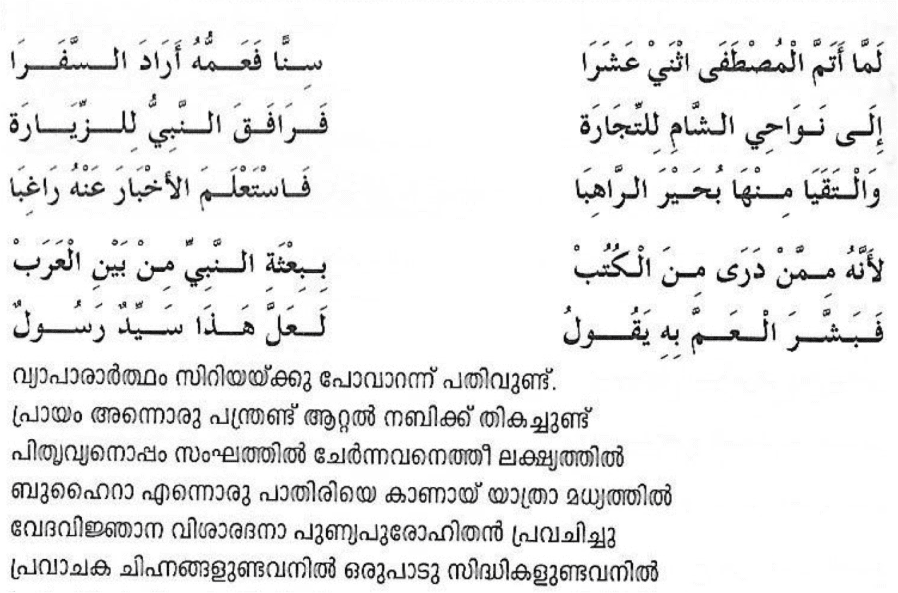 لَمَّا أَتَمَّ الْمُصْطَفَى اثْنَيْ عَشَرَا سِنًّا فَعَمُّهُ أَرَادَ السَّفَرَا
إِلَى نَوَاحِي الشَّامِ لِلتِّجَارَة فَرَافَقَ النَّبِيُّ لِلزِّيَارَة
وَالْتَقَيَا مِنْهَا بُحَيْرَ الرَّاهِبَا فَاسْتَعْلَمَ الأَخْبَارَ عَنْهُ رَاغِبَا
لأَنَّهُ مِمَّنْ دَرَى مِنَ الْكُتُبْ بِبِعْثَةِ النَّبِيِّ مِنْ بَيْنِ الْعَرَبْ
فَبَشَّرَ الْعَمَّ بِهِ يَقُولُ لَعَلَّ هَذَا سَيِّدٌ رَسُولٌ
വ്യാപാരാർത്ഥം സിറിയയ്ക്കു പോവാറന്ന് പതിവുണ്ട്.
പ്രായം അന്നൊരു പന്ത്രണ്ട് ആറ്റൽ നബിക്ക് തികച്ചുണ്ട്
പിതൃവ്യനൊപ്പം സംഘത്തിൽ ചേർന്നവനെത്തീ ലക്ഷ്യത്തിൽ
ബുഹൈറാ എന്നൊരു പാതിരിയെ കാണായ് യാത്രാ മധ്യത്തിൽ
വേദവിജ്ഞാന വിശാരദനാ പുണ്യപുരോഹിതൻ പ്രവചിച്ചു
പ്രവാചക ചിഹ്നങ്ങളുണ്ടവനിൽ ഒരുപാടു സിദ്ധികളുണ്ടവനിൽ